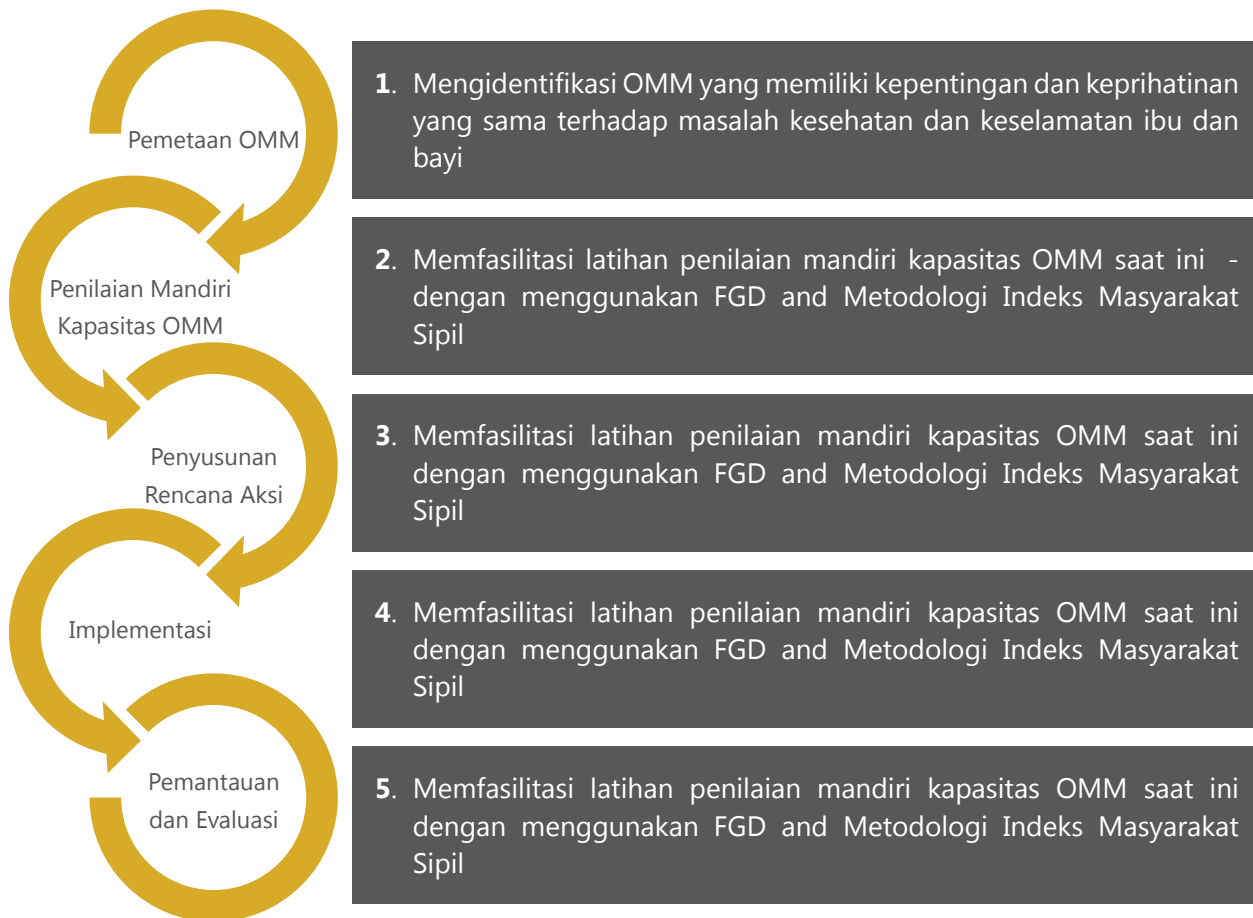 Pemetaan OMM
1. Mengidentifikasi OMM yang memiliki kepentingan dan keprihatinan
yang sama terhadap masalah kesehatan dan keselamatan ibu dan
bayi
Penilaian Mandiri
Kapasitas OMM
2. Memfasilitasi latihan penilaian mandiri kapasitas OMM saat ini -
dengan menggunakan FGD and Metodologi Indeks Masyarakat
Sipil
Penyusunan
Rencana Aksi
3. Memfasilitasi latihan penilaian mandiri kapasitas OMM saat ini
dengan menggunakan FGD and Metodologi Indeks Masyarakat
Sipil
Implementasi
4. Memfasilitasi latihan penilaian mandiri kapasitas OMM saat ini
dengan menggunakan FGD and Metodologi Indeks Masyarakat
Sipil
Pemantauan
dan Evaluasi
5. Memfasilitasi latihan penilaian mandiri kapasitas OMM saat ini
dengan menggunakan FGD and Metodologi Indeks Masyarakat
Sipil